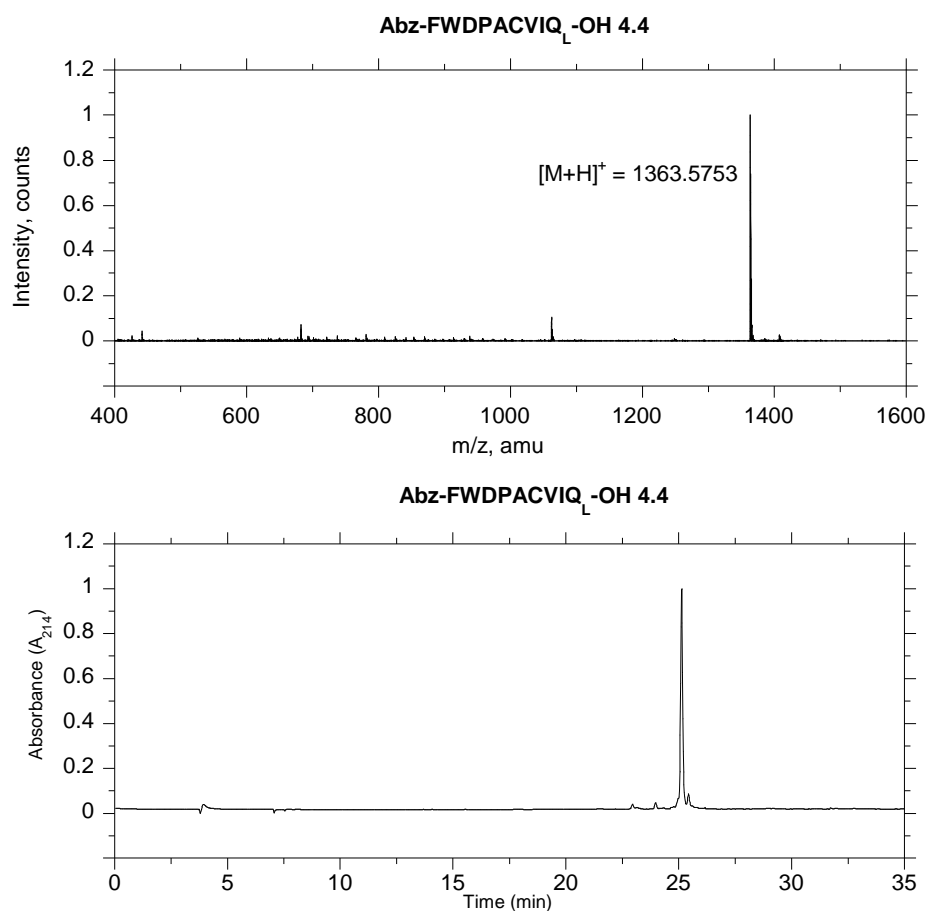 Abz-FWDPACVIQL-OH 4.4
1.2
1
0.8
0.6
0.4
0.2
0
Intensity, counts
[M+H]+ = 1363.5753
400 600 800 1000 1200 1400 1600
m/z, amu
Abz-FWDPACVIQL-OH 4.4
1.2
1
0.8
0.6
0.4
0.2
0
Absorbance (A214)
0 5 10 15 20 25 30 35
Time (min)